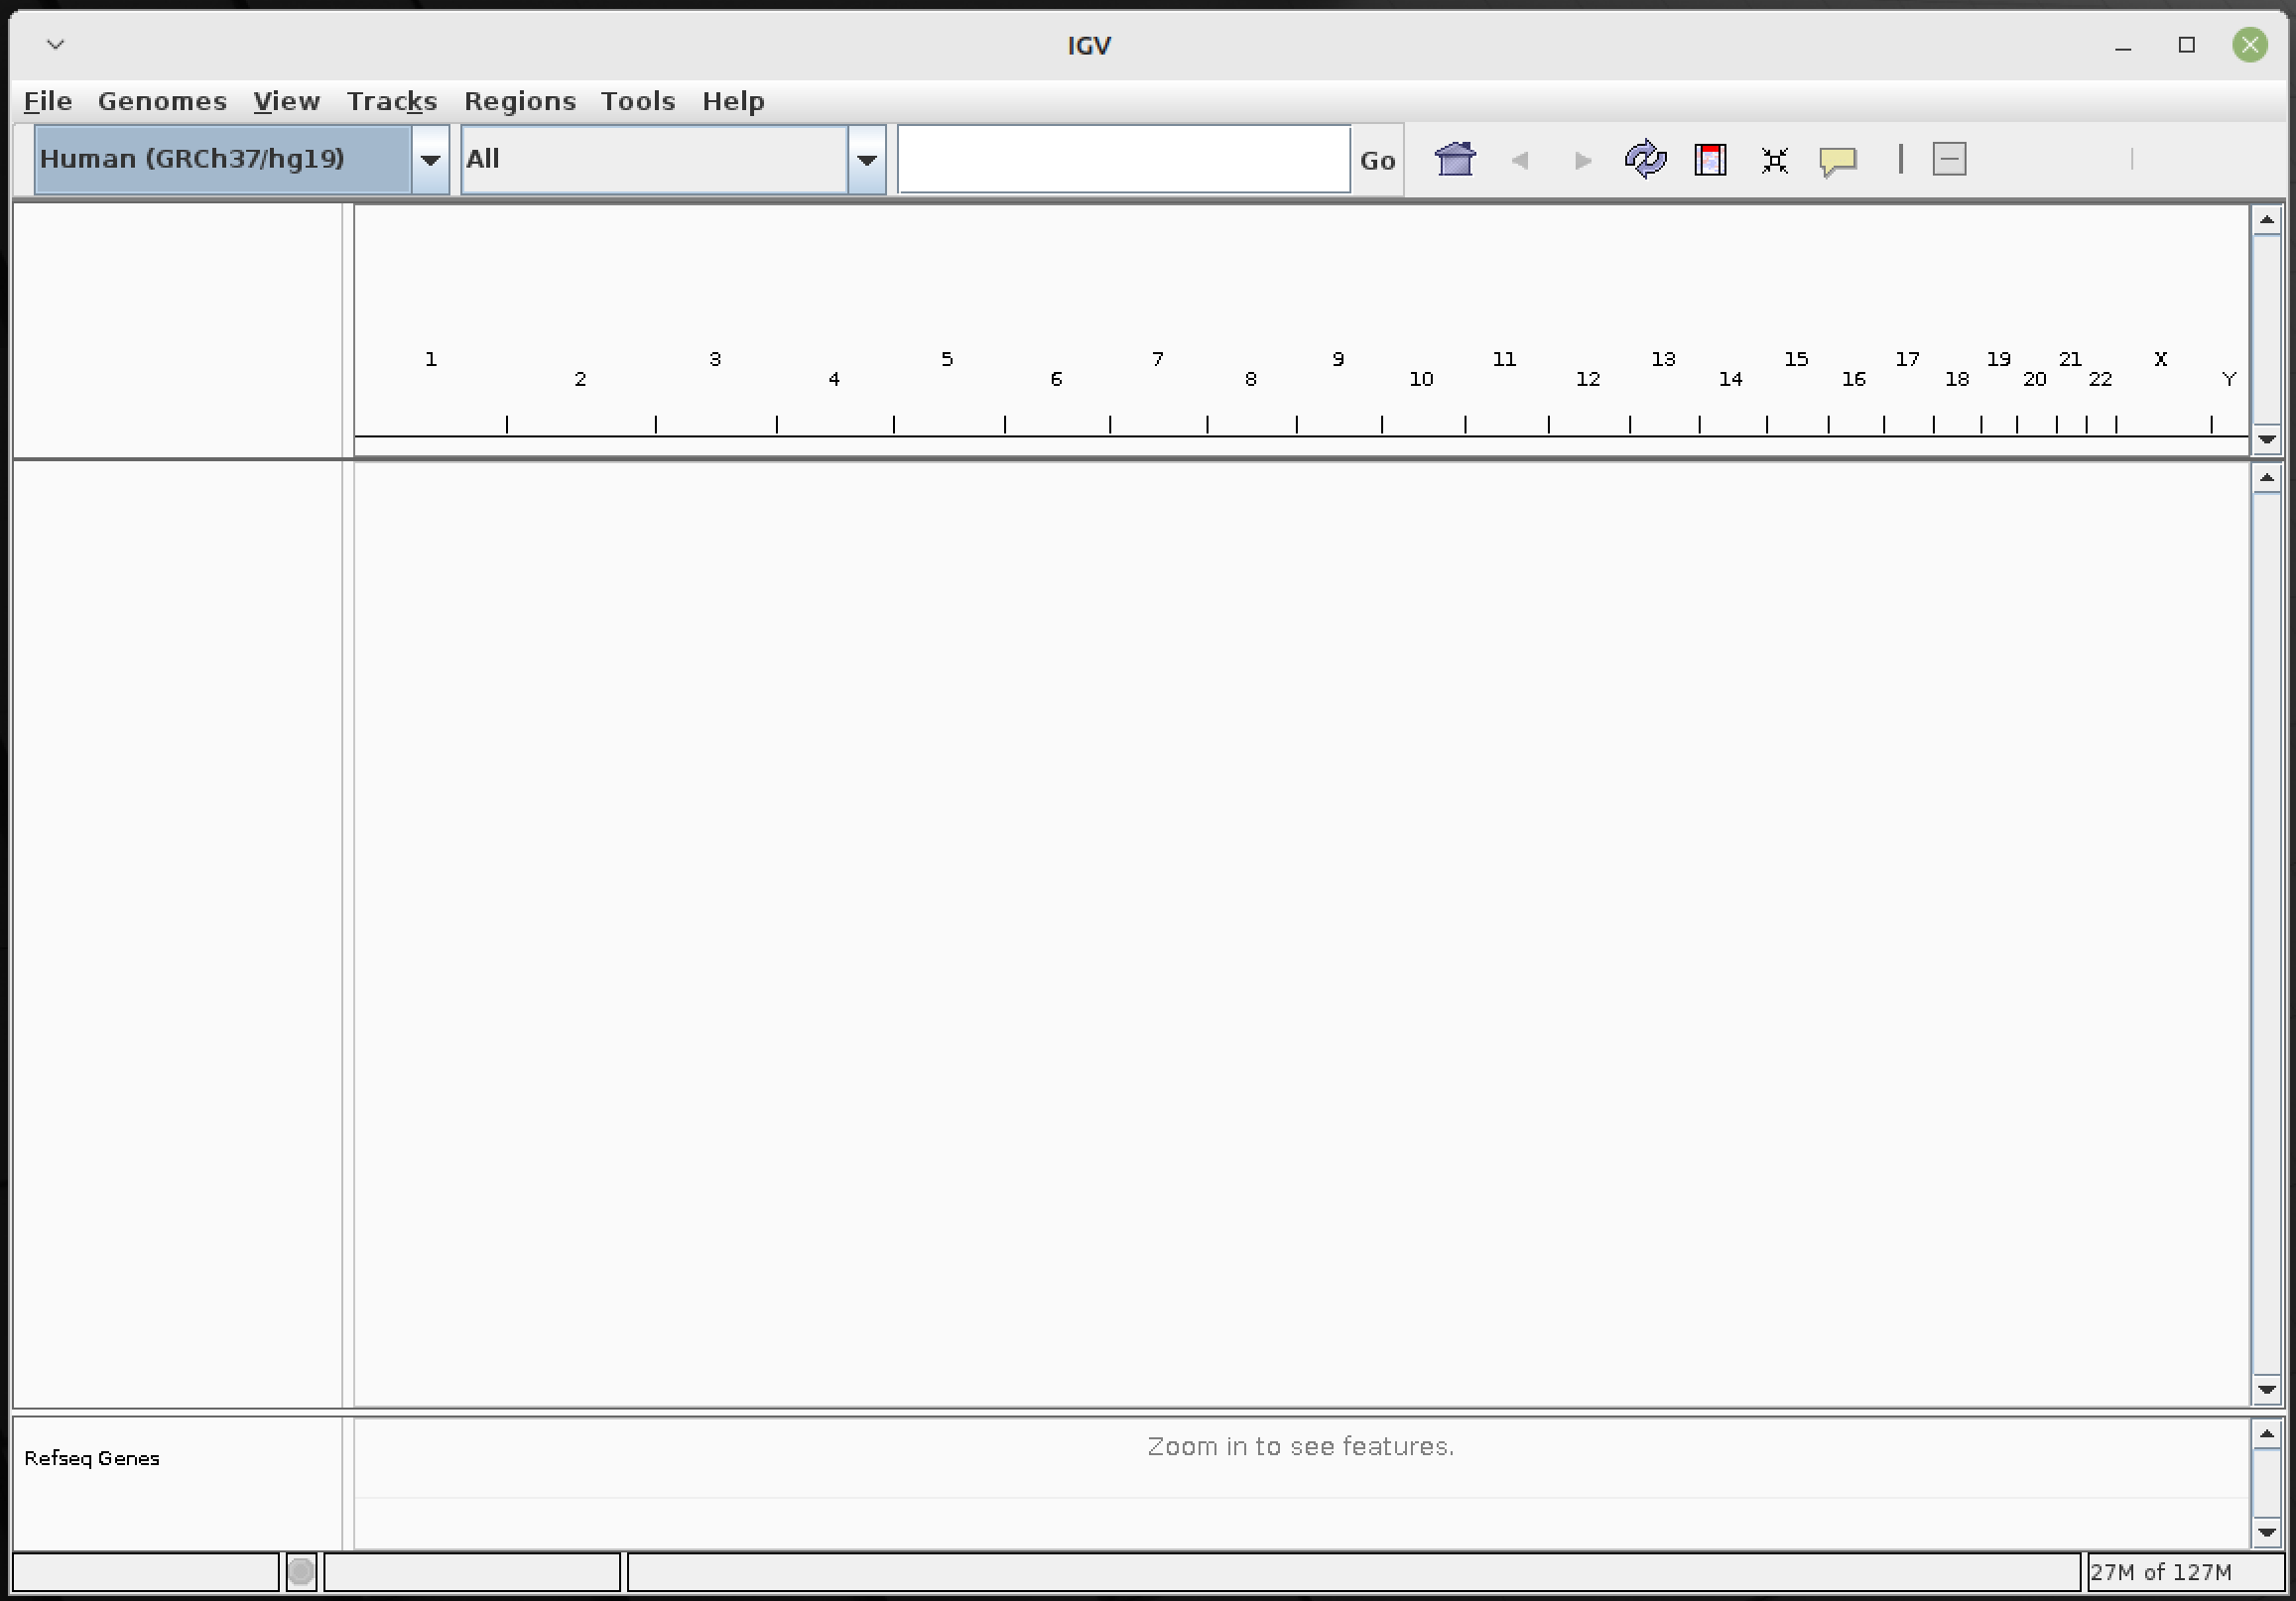 IGV
File Genomes View Tracks Regions Tools Help
Human (GRCh37/hg19) All Go
1 3 5 7 9 11 13 15 17 19 21 X
2 4 6 8 10 12 14 16 18 20 22 Y
Zoom in to see features.
Refseq Genes
27M of 127M